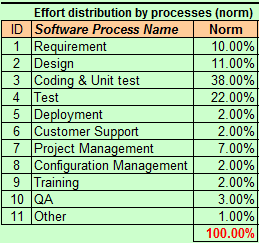 Effort distribution by processes (norm)
ID Software Process Name Norm
1 Requirement 10.00%
2 Design 11.00%
3 Coding & Unit test 38.00%
4 Test 22.00%
5 Deployment 2.00%
6 Customer Support 2.00%
7 Project Management 7.00%
8 Configuration Management 2.00%
9 Training 2.00%
10 QA 3.00%
11 Other 1.00%
100.00%